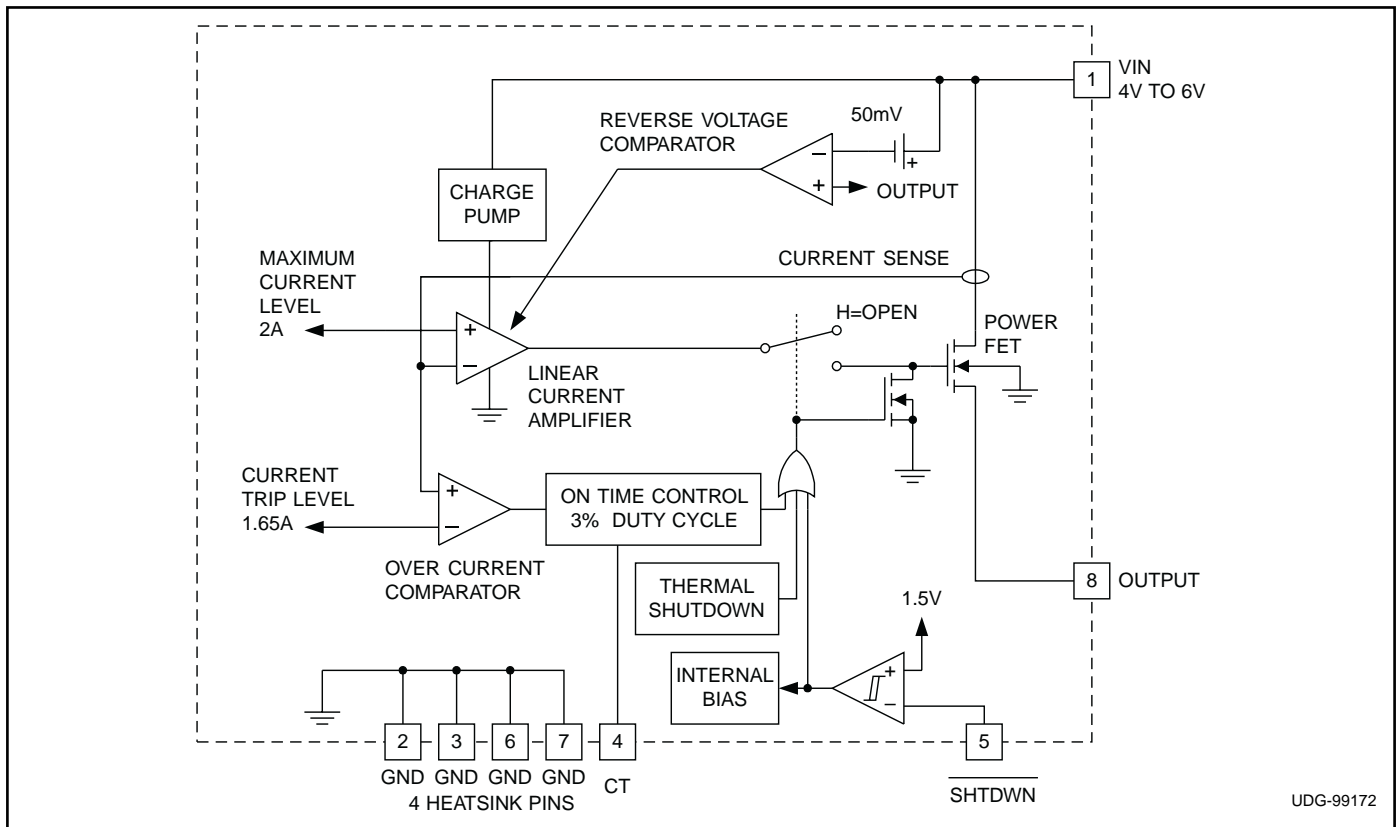 1
VIN
4V TO 6V
50mV
REVERSE VOLTAGE
COMPARATOR
–
+
+
OUTPUT
CHARGE
PUMP
CURRENT SENSE
MAXIMUM
CURRENT
LEVEL
2A
+
–
H=OPEN
POWER
FET
LINEAR
CURRENT
AMPLIFIER
CURRENT
TRIP LEVEL
1.65A
+
–
ON TIME CONTROL
3% DUTY CYCLE
OVER CURRENT
COMPARATOR
THERMAL
SHUTDOWN
8
OUTPUT
1.5V
INTERNAL
BIAS
+
–
2
3
6
7
4
5
GND GND GND GND
CT
4 HEATSINK PINS
SHTDWN
UDG-99172